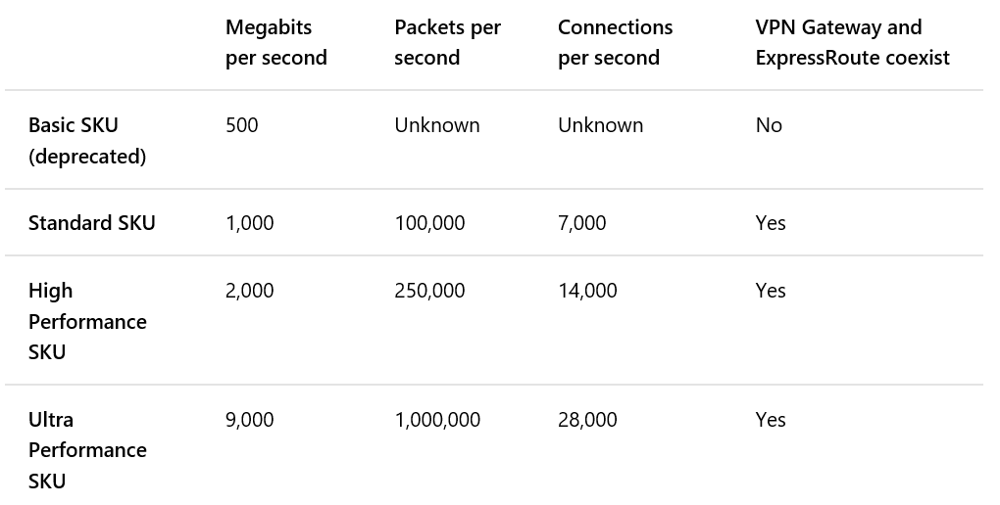 Megabits per second Packets per second Connections per second VPN Gateway and ExpressRoute coexist
Basic SKU (deprecated) 500 Unknown Unknown No
Standard SKU 1,000 100,000 7,000 Yes
High Performance SKU 2,000 250,000 14,000 Yes
Ultra Performance SKU 9,000 1,000,000 28,000 Yes